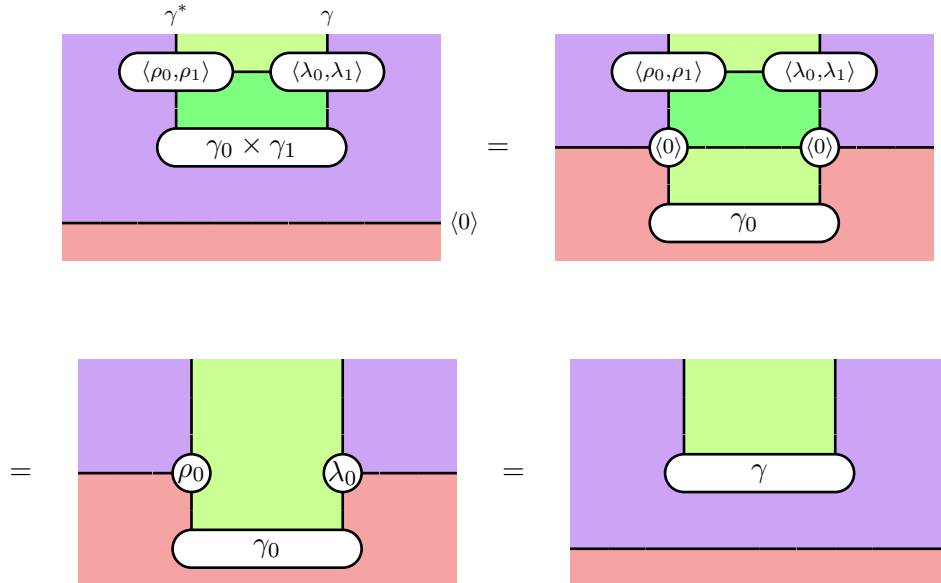 γ* γ
⟨ρ₀,ρ₁⟩ ⟨λ₀,λ₁⟩ ⟨ρ₀,ρ₁⟩ ⟨λ₀,λ₁⟩
γ₀ × γ₁ = ⟨0⟩ ⟨0⟩
⟨0⟩ γ₀
= ρ₀ λ₀ = γ
γ₀